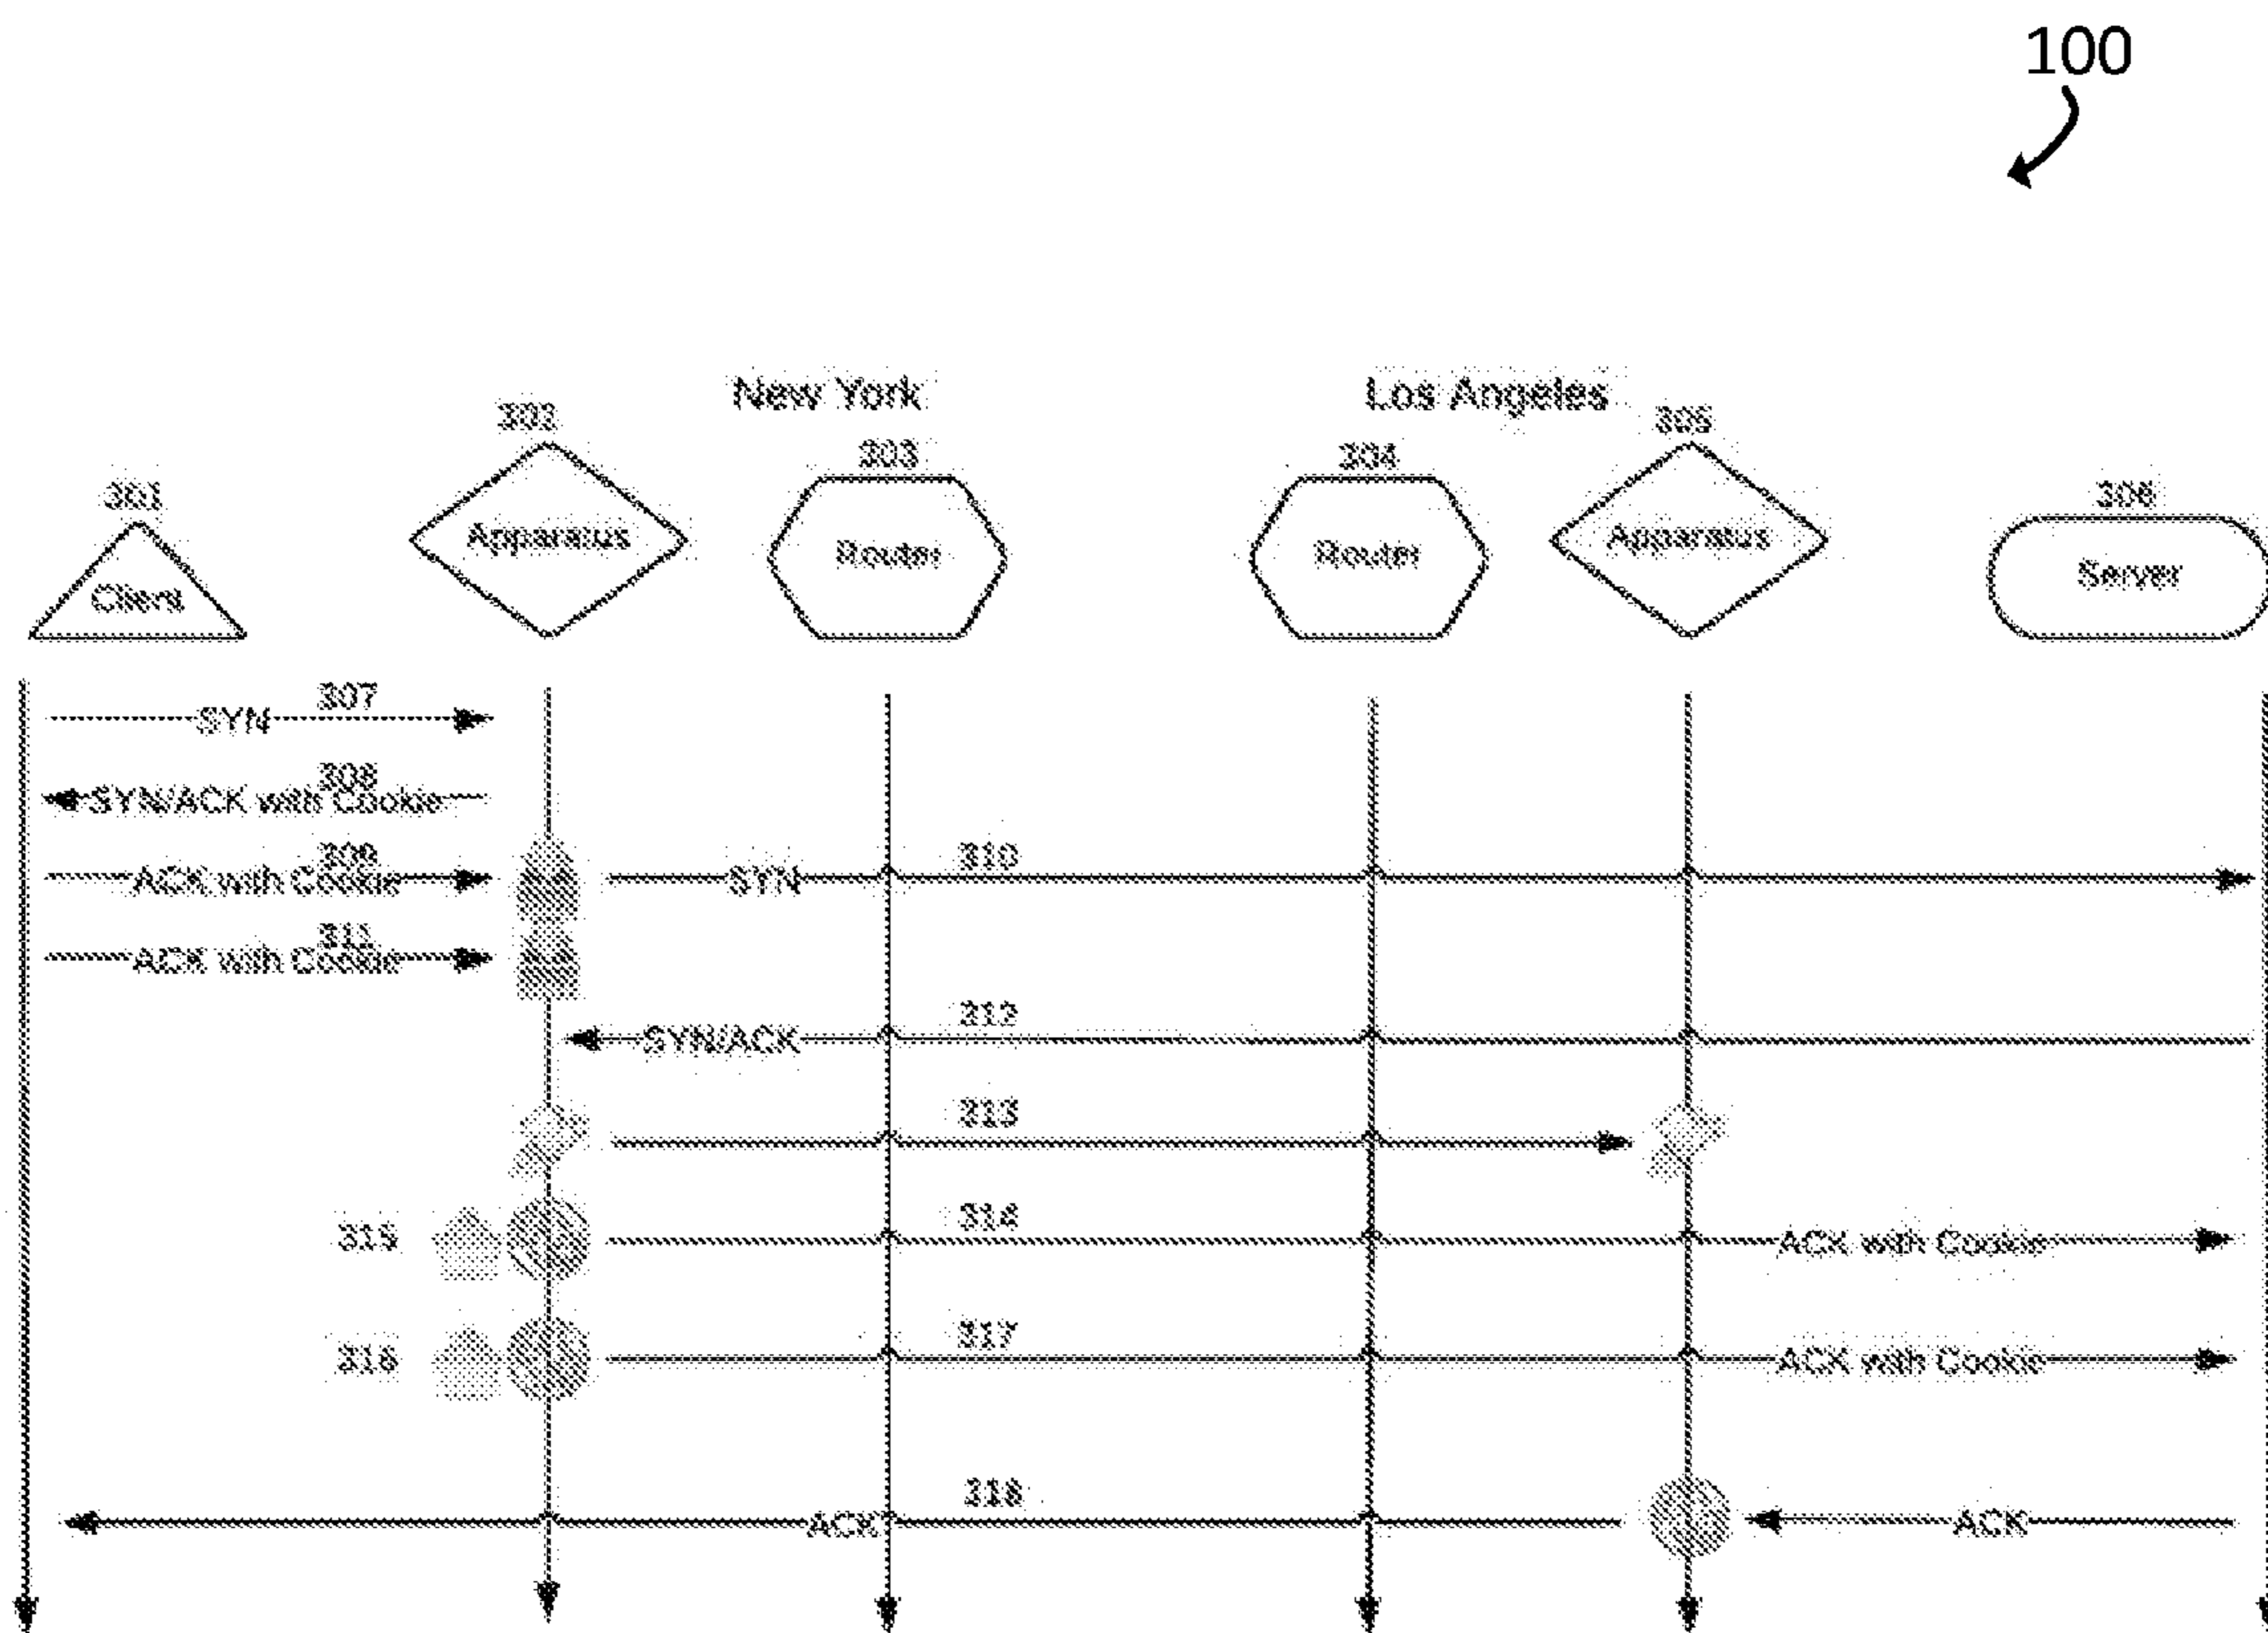 100
New York
Los Angeles
302
305
303
304
301
306
Apparatus
Apparatus
Router
Router
Client
Server
307
SYN
308
SYN/ACK with Cookie
309
ACK with Cookie
310
SYN
311
ACK with Cookie
312
SYN/ACK
313
314
315
ACK with Cookie
317
316
ACK with Cookie
318
ACK
ACK